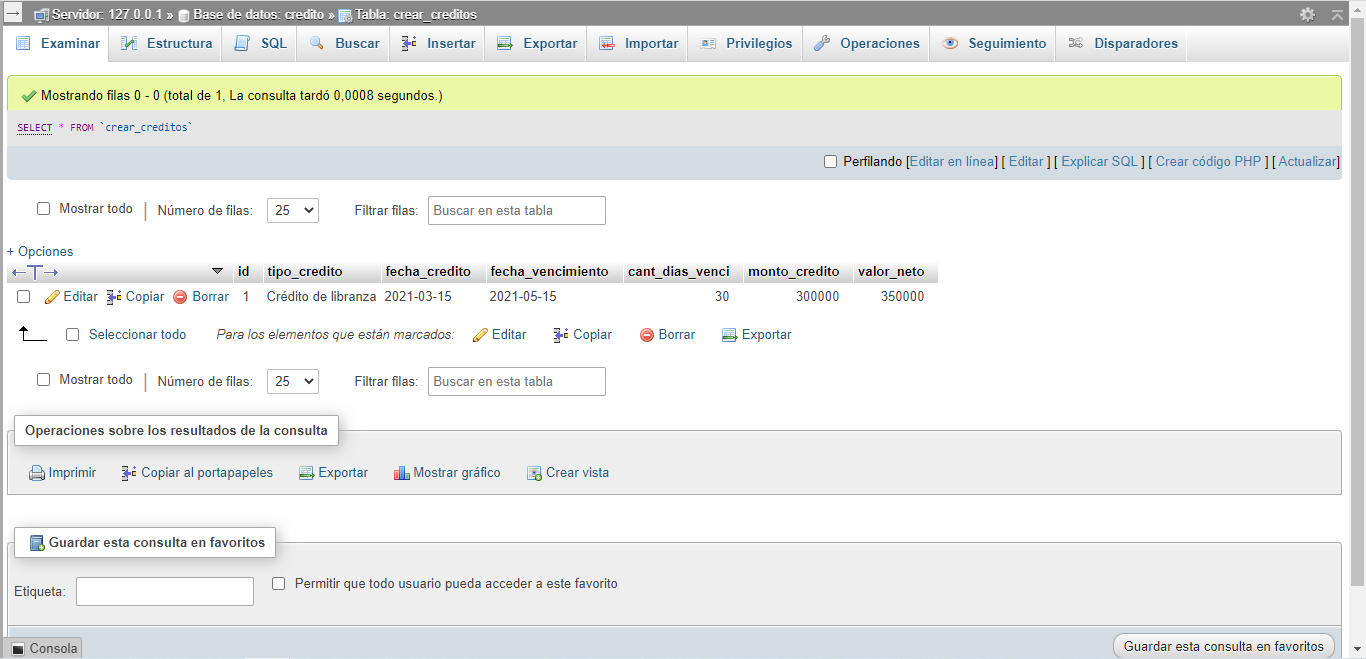 Servidor: 127.0.0.1 » Base de datos: credito » Tabla: crear_creditos
Examinar Estructura SQL Buscar Insertar Exportar Importar Privilegios Operaciones Seguimiento Disparadores
Mostrando filas 0 - 0 (total de 1, La consulta tardó 0,0008 segundos.)
SELECT * FROM `crear_creditos`
Perfilando [Editar en línea] [ Editar ] [ Explicar SQL ] [ Crear código PHP ] [ Actualizar]
Mostrar todo | Número de filas: 25 Filtrar filas: Buscar en esta tabla
+ Opciones
←T→ id tipo_credito fecha_credito fecha_vencimiento cant_dias_venci monto_credito valor_neto
Editar Copiar Borrar 1 Crédito de libranza 2021-03-15 2021-05-15 30 300000 350000
Seleccionar todo Para los elementos que están marcados: Editar Copiar Borrar Exportar
Mostrar todo | Número de filas: 25 Filtrar filas: Buscar en esta tabla
Operaciones sobre los resultados de la consulta
Imprimir Copiar al portapapeles Exportar Mostrar gráfico Crear vista
Guardar esta consulta en favoritos
Etiqueta: Permitir que todo usuario pueda acceder a este favorito
Consola Guardar esta consulta en favoritos